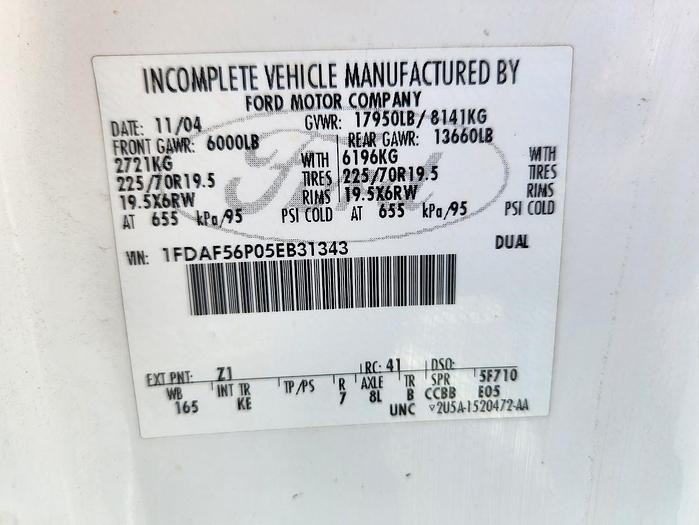 INCOMPLETE VEHICLE MANUFACTURED BY
FORD MOTOR COMPANY
DATE: 11/04 GVWR: 17950LB/ 8141KG
FRONT GAWR: 6000LB REAR GAWR: 13660LB
2721KG WITH 6196KG WITH
225/70R19.5 TIRES 225/70R19.5 TIRES
19.5X6RW RIMS 19.5X6RW RIMS
AT 655 kPa/95 PSI COLD AT 655 kPa/95 PSI COLD
VIN: 1FDAF56P05EB31343 DUAL
Ford
EXT PNT: Z1 RC: 41 DSO:
WB INT TR TP/PS R AXLE TR SPR 5F710
165 KE 7 8L B CCBB E05
UNC ▽2U5A-1520472-AA